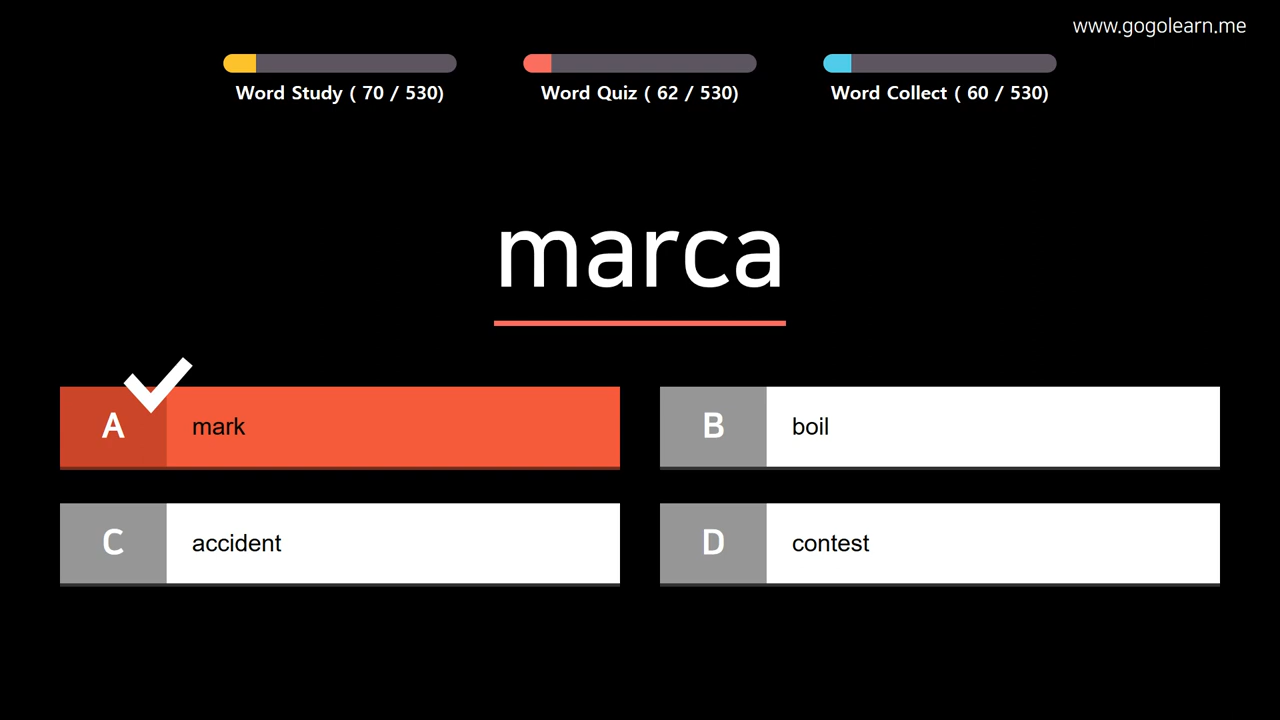 www.gogolearn.me
Word Study ( 70 / 530)
Word Quiz ( 62 / 530)
Word Collect ( 60 / 530)
marca
A mark
B boil
C accident
D contest